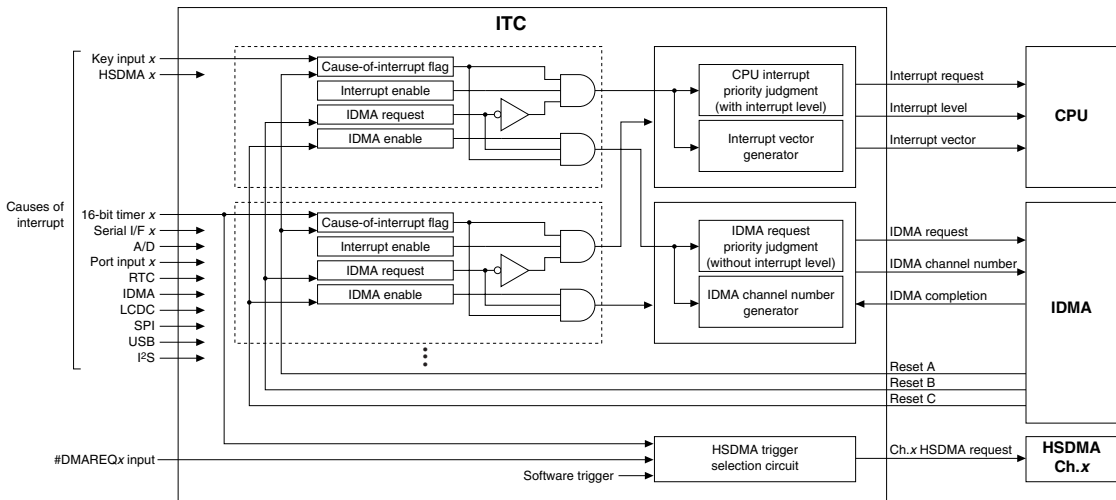 ITC
Causes of
interrupt
Key input x
HSDMA x
16-bit timer x
Serial I/F x
A/D
Port input x
RTC
IDMA
LCDC
SPI
USB
I²S
#DMAREQx input
Software trigger
Cause-of-interrupt flag
Interrupt enable
IDMA request
IDMA enable
Cause-of-interrupt flag
Interrupt enable
IDMA request
IDMA enable
CPU interrupt
priority judgment
(with interrupt level)
Interrupt vector
generator
IDMA request
priority judgment
(without interrupt level)
IDMA channel number
generator
HSDMA trigger
selection circuit
Interrupt request
Interrupt level
Interrupt vector
IDMA request
IDMA channel number
IDMA completion
Reset A
Reset B
Reset C
Ch.x HSDMA request
CPU
IDMA
HSDMA
Ch.x